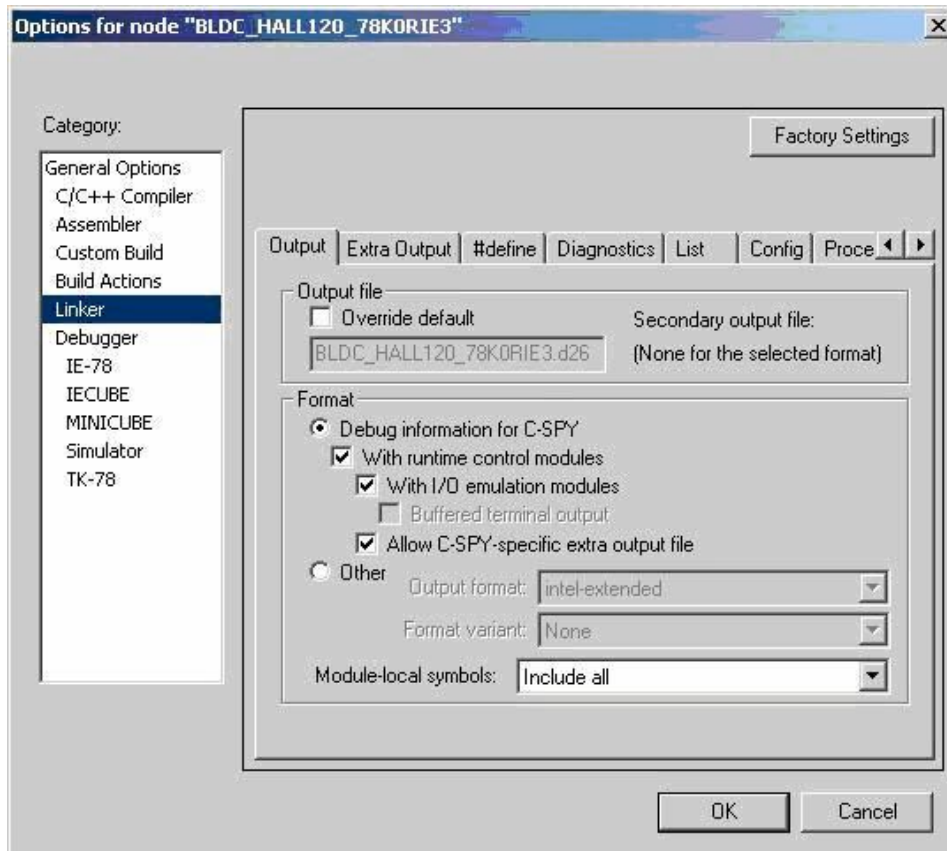 Options for node "BLDC_HALL120_78K0RIE3"
Category:
General Options
C/C++ Compiler
Assembler
Custom Build
Build Actions
Linker
Debugger
IE-78
IECUBE
MINICUBE
Simulator
TK-78
Factory Settings
Output Extra Output #define Diagnostics List Config Proce
Output file
Override default
BLDC_HALL120_78K0RIE3.d26
Secondary output file:
(None for the selected format)
Format
Debug information for C-SPY
With runtime control modules
With I/O emulation modules
Buffered terminal output
Allow C-SPY-specific extra output file
Other
Output format: intel-extended
Format variant: None
Module-local symbols: Include all
OK Cancel